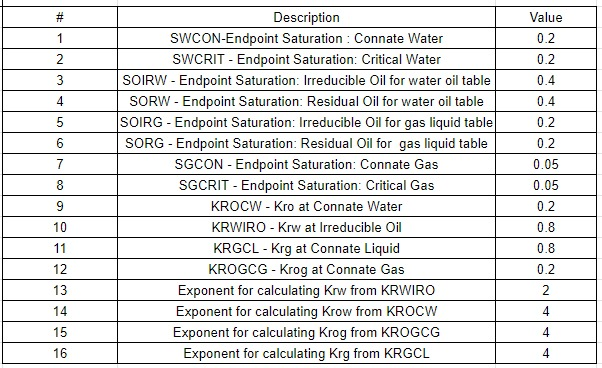 # Description Value
1 SWCON-Endpoint Saturation : Connate Water 0.2
2 SWCRIT - Endpoint Saturation: Critical Water 0.2
3 SOIRW - Endpoint Saturation: Irreducible Oil for water oil table 0.4
4 SORW - Endpoint Saturation: Residual Oil for water oil table 0.4
5 SOIRG - Endpoint Saturation: Irreducible Oil for gas liquid table 0.2
6 SORG - Endpoint Saturation: Residual Oil for gas liquid table 0.2
7 SGCON - Endpoint Saturation: Connate Gas 0.05
8 SGCRIT - Endpoint Saturation: Critical Gas 0.05
9 KROCW - Kro at Connate Water 0.2
10 KRWIRO - Krw at Irreducible Oil 0.8
11 KRGCL - Krg at Connate Liquid 0.8
12 KROGCG - Krog at Connate Gas 0.2
13 Exponent for calculating Krw from KRWIRO 2
14 Exponent for calculating Krow from KROCW 4
15 Exponent for calculating Krog from KROGCG 4
16 Exponent for calculating Krg from KRGCL 4